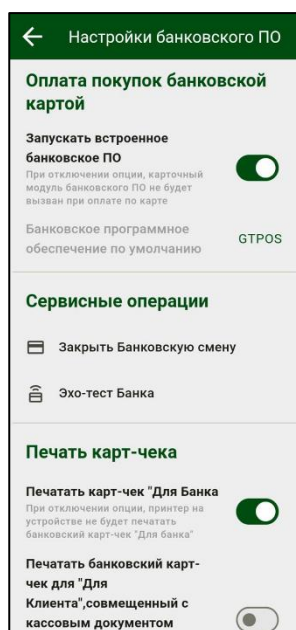 Настройки банковского ПО
Оплата покупок банковской
картой
Запускать встроенное
банковское ПО
При отключении опции, карточный
модуль банковского ПО не будет
вызван при оплате по карте
Банковское программное
обеспечение по умолчанию
GTPOS
Сервисные операции
Закрыть Банковскую смену
Эхо-тест Банка
Печать карт-чека
Печатать карт-чек "Для Банка
При отключении опции, принтер на
устройстве не будет печатать
банковский карт-чек "Для банка"
Печатать банковский карт-
чек для "Для
Клиента",совмещенный с
кассовым документом